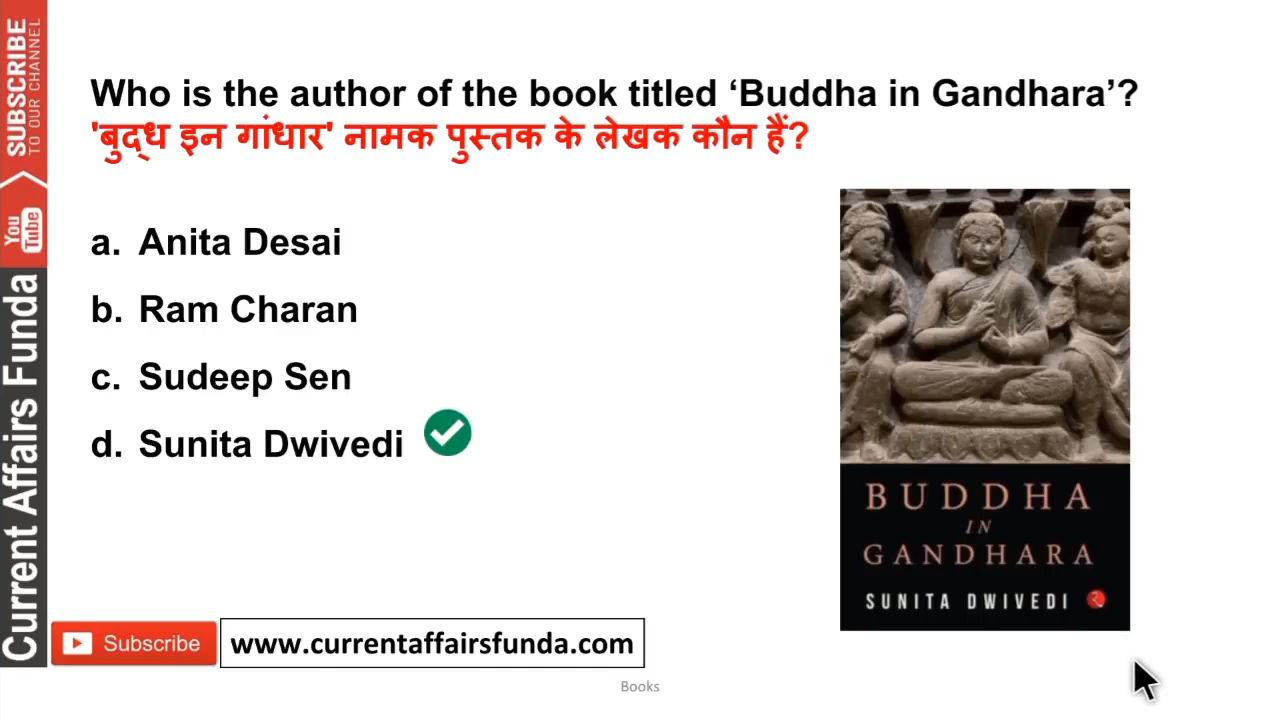 SUBSCRIBE
TO OUR CHANNEL
You Tube
Current Affairs Funda
Who is the author of the book titled ‘Buddha in Gandhara’?
'बुद्ध इन गांधार' नामक पुस्तक के लेखक कौन हैं?
a. Anita Desai
b. Ram Charan
c. Sudeep Sen
d. Sunita Dwivedi
BUDDHA
IN
GANDHARA
SUNITA DWIVEDI
Subscribe
www.currentaffairsfunda.com
Books